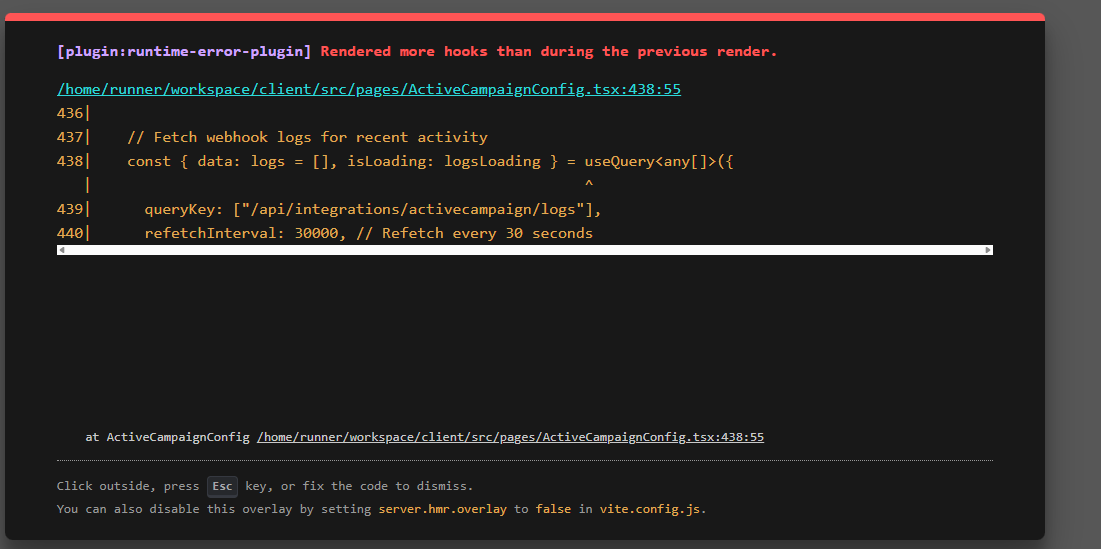 [plugin:runtime-error-plugin] Rendered more hooks than during the previous render.
/home/runner/workspace/client/src/pages/ActiveCampaignConfig.tsx:438:55
436|
437|    // Fetch webhook logs for recent activity
438|    const { data: logs = [], isLoading: logsLoading } = useQuery<any[]>({
   |                                                        ^
439|      queryKey: ["/api/integrations/activecampaign/logs"],
440|      refetchInterval: 30000, // Refetch every 30 seconds
at ActiveCampaignConfig /home/runner/workspace/client/src/pages/ActiveCampaignConfig.tsx:438:55
Click outside, press Esc key, or fix the code to dismiss.
You can also disable this overlay by setting server.hmr.overlay to false in vite.config.js.